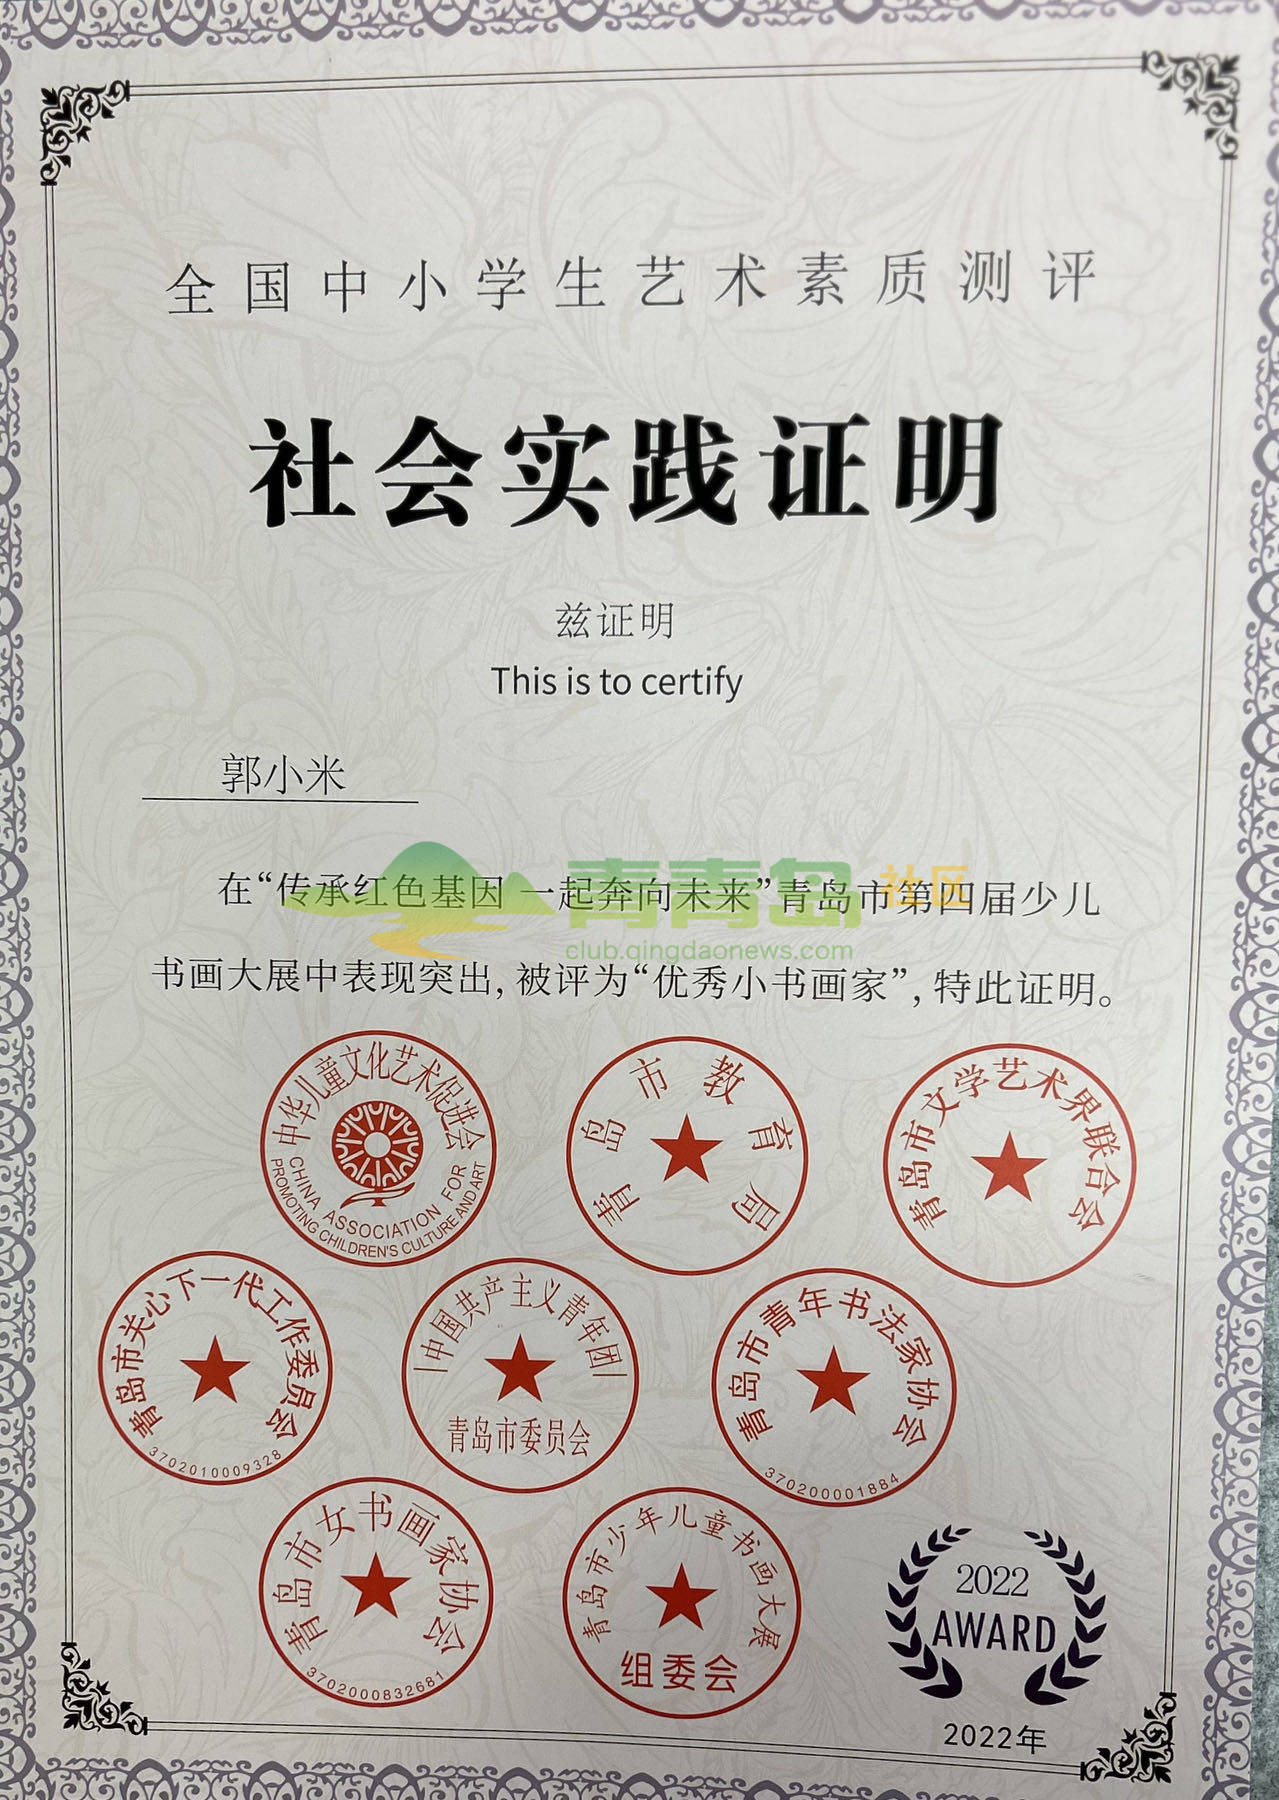 全国中小学生艺术素质测评
社会实践证明
兹证明
This is to certify
郭小米
青青岛社区
在“传承红色基因 一起奔向未来”青岛市第四届少儿
club.qingdaonews.com
书画大展中表现突出，被评为“优秀小书画家”，特此证明。
中华儿童文化艺术促进会
CHINA ASSOCIATION FOR
PROMOTING CHILDREN'S CULTURE AND ART
青岛市教育局
青岛市文学艺术界联合会
青岛市关心下一代工作委员会
3702010009328
中国共产主义青年团
青岛市委员会
青岛市青年书法家协会
370200001884
青岛市女书画家协会
3702000832681
青岛市少年儿童书画大展
组委会
2022
AWARD
2022年